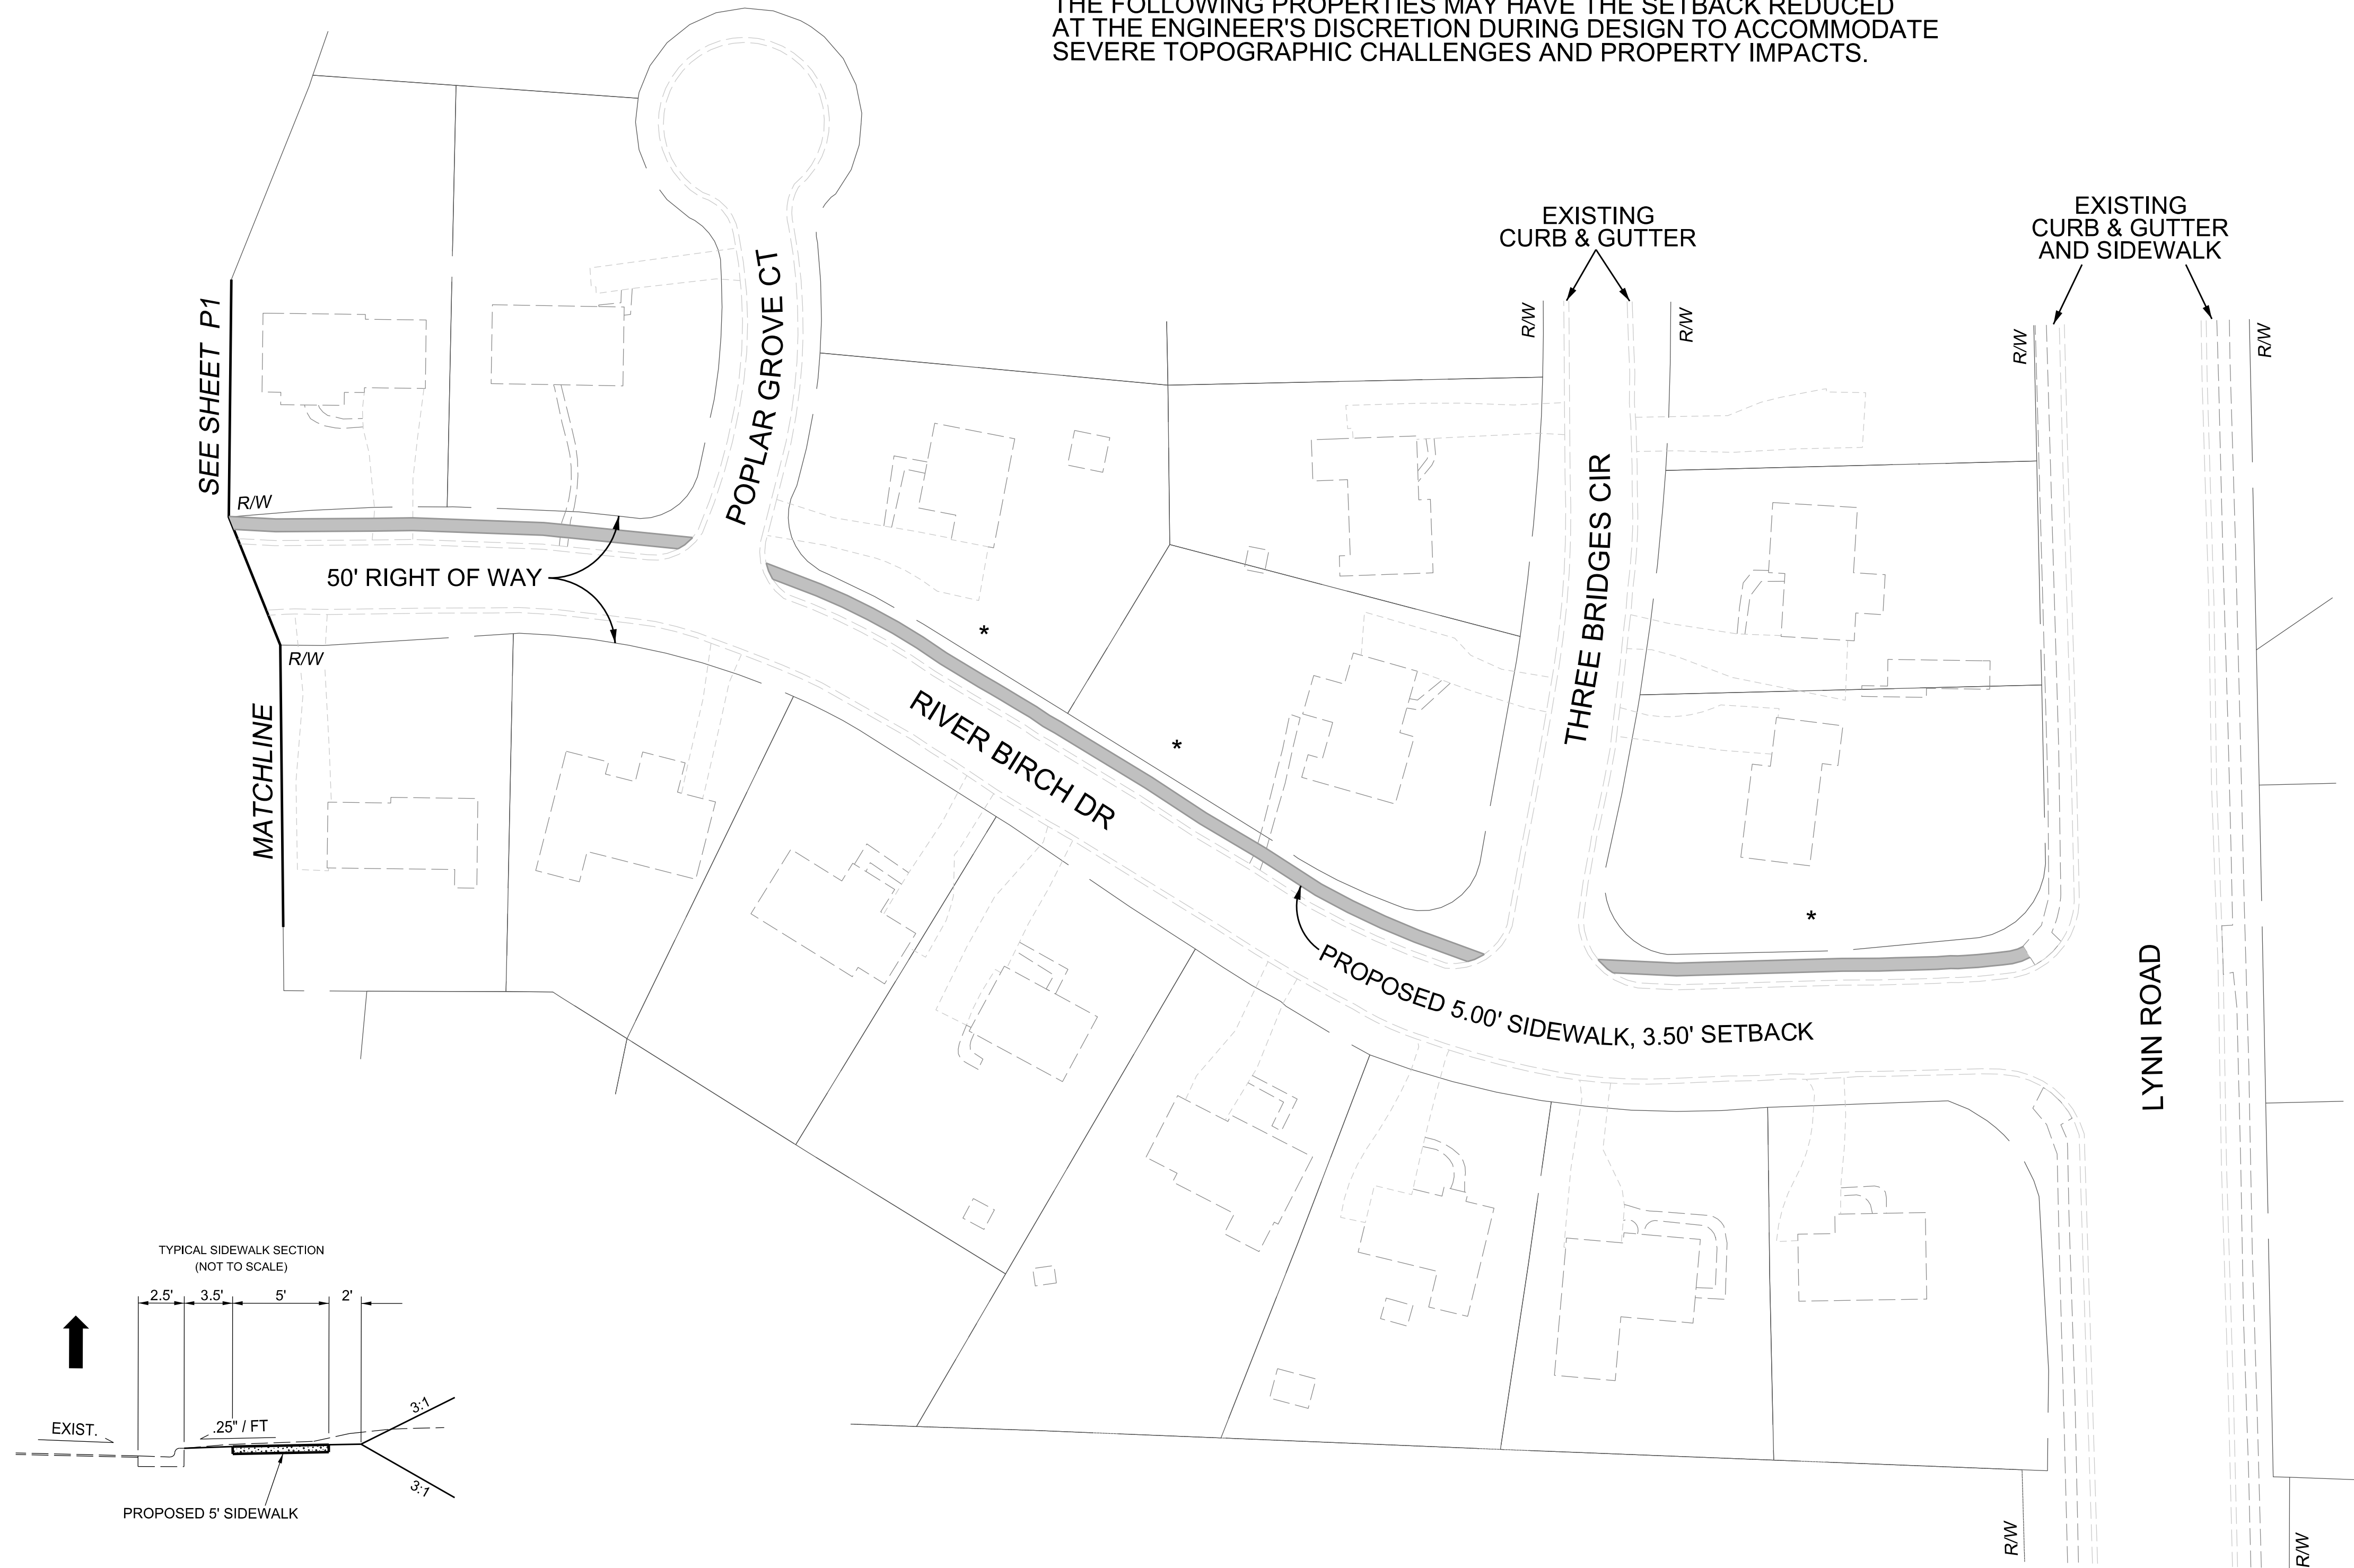 THE FOLLOWING PROPERTIES MAY HAVE THE SETBACK REDUCED
AT THE ENGINEER'S DISCRETION DURING DESIGN TO ACCOMMODATE
SEVERE TOPOGRAPHIC CHALLENGES AND PROPERTY IMPACTS.
EXISTING
CURB & GUTTER
EXISTING
CURB & GUTTER
AND SIDEWALK
SEE SHEET P1
POPLAR GROVE CT
R/W
R/W
R/W
R/W
R/W
50' RIGHT OF WAY
R/W
MATCHLINE
THREE BRIDGES CIR
*
*
*
RIVER BIRCH DR
PROPOSED 5.00' SIDEWALK, 3.50' SETBACK
LYNN ROAD
TYPICAL SIDEWALK SECTION
(NOT TO SCALE)
2.5' 3.5' 5' 2'
3:1
EXIST.
.25" / FT
3:1
PROPOSED 5' SIDEWALK
R/W
R/W